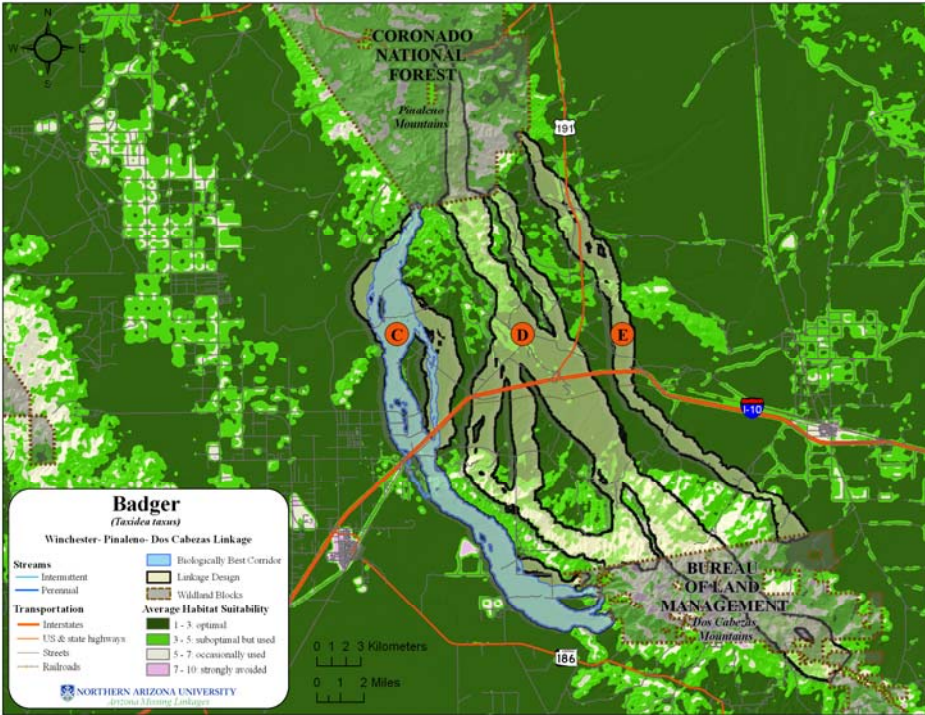 N
W
E
S
CORONADO
NATIONAL
FOREST
Pinaleno
Mountains
191
C
D
E
I-10
BUREAU
OF LAND
MANAGEMENT
Dos Cabezas
Mountains
186
0 1 2 3 Kilometers
0 1 2 Miles
Badger
(Taxidea taxus)
Winchester- Pinaleno- Dos Cabezas Linkage
Streams
Intermittent
Perennial
Transportation
Interstates
US & state highways
Streets
Railroads
Biologically Best Corridor
Linkage Design
Wildland Blocks
Average Habitat Suitability
1 - 3: optimal
3 - 5: suboptimal but used
5 - 7: occasionally used
7 - 10: strongly avoided
NORTHERN ARIZONA UNIVERSITY
Arizona Missing Linkages